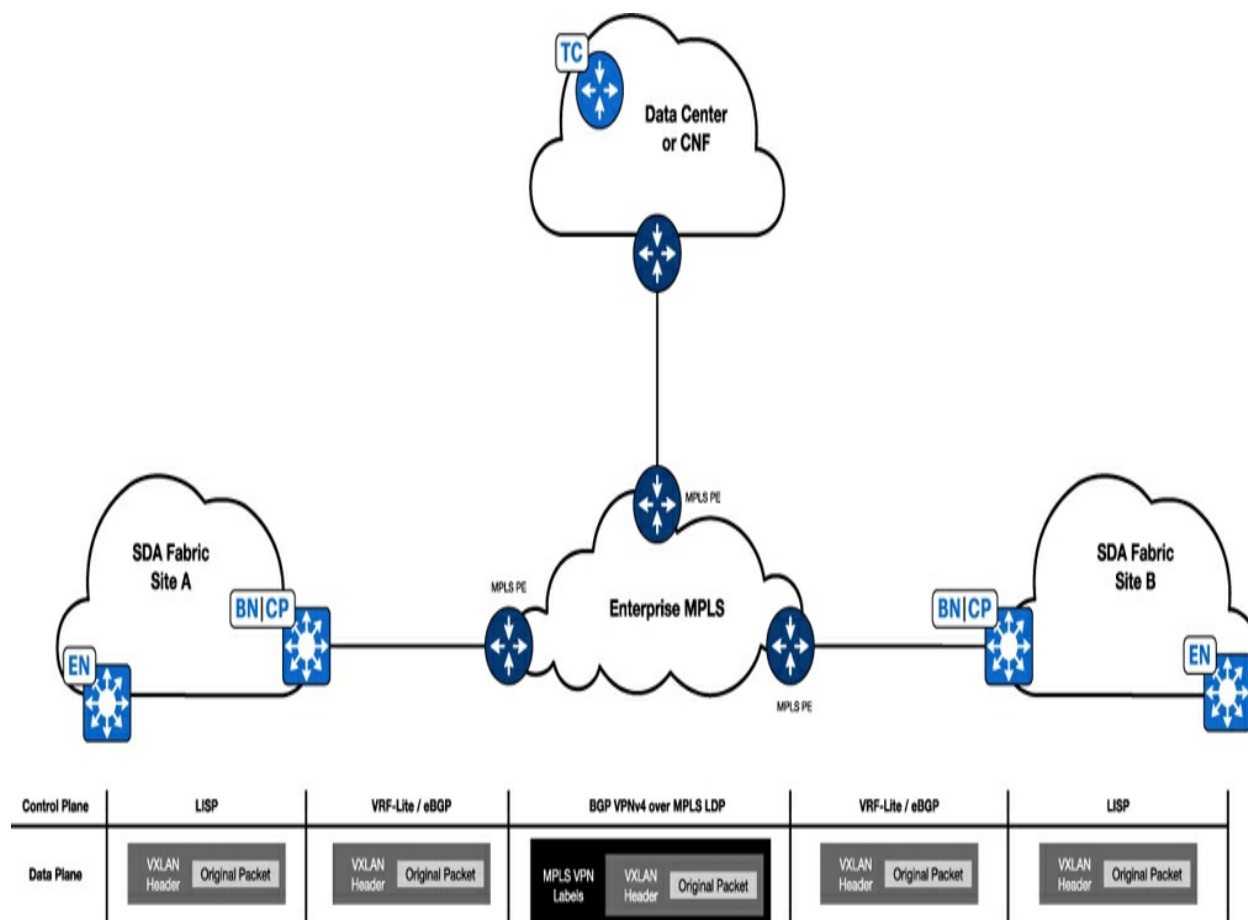 TC
Data Center
or CNF
MPLS PE
SDA Fabric
Site A
SDA Fabric
Site B
MPLS PE
BN|CP
Enterprise MPLS
BN|CP
EN
EN
MPLS PE
Control Plane LISP VRF-Lite / eBGP BGP VPNv4 over MPLS LDP VRF-Lite / eBGP LISP
Data Plane
VXLAN
Header
Original Packet
VXLAN
Header
Original Packet
MPLS VPN
Labels
VXLAN
Header
Original Packet
VXLAN
Header
Original Packet
VXLAN
Header
Original Packet